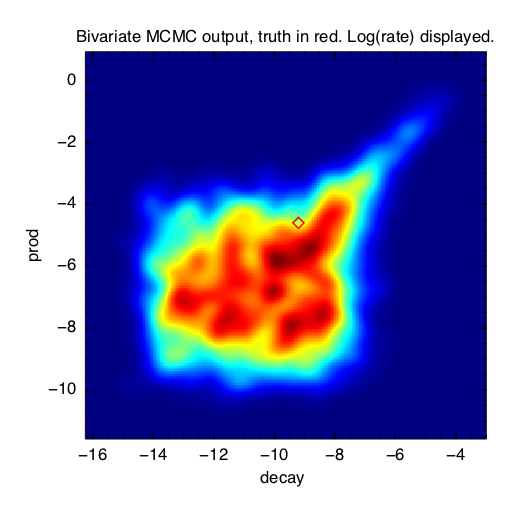 Bivariate MCMC output, truth in red. Log(rate) displayed.
0
−2
−4
prod
−6
−8
−10
−16 −14 −12 −10 −8 −6 −4
decay